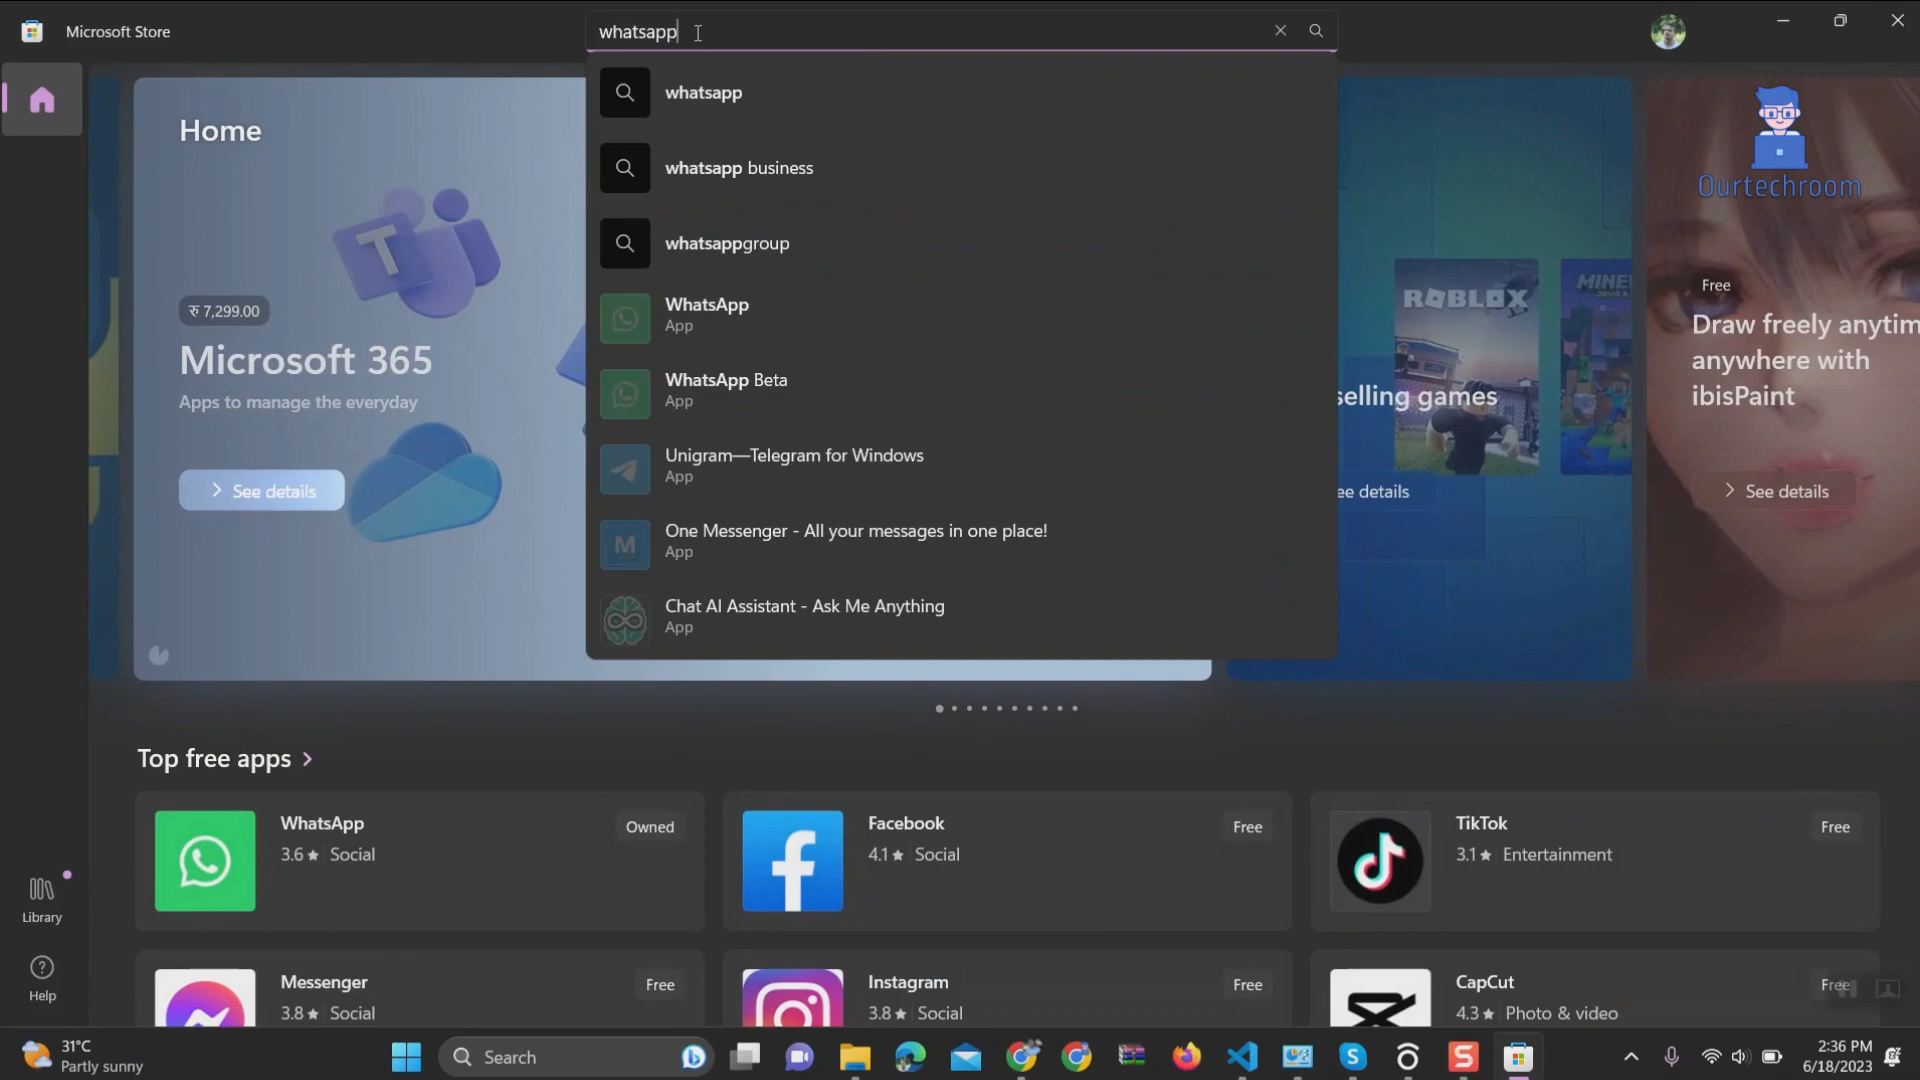 Microsoft Store
whatsapp
whatsapp
whatsapp business
whatsappgroup
WhatsApp
App
WhatsApp Beta
App
Unigram—Telegram for Windows
App
One Messenger - All your messages in one place!
App
Chat AI Assistant - Ask Me Anything
App
Home
रु 7,299.00
Microsoft 365
Apps to manage the everyday
See details
ROBLOX
selling games
ee details
Ourtechroom
Free
Draw freely anytim
anywhere with
ibisPaint
See details
Top free apps
WhatsApp
Owned
3.6 ★ Social
Facebook
Free
4.1 ★ Social
TikTok
Free
3.1 ★ Entertainment
Messenger
Free
3.8 ★ Social
Instagram
Free
3.8 ★ Social
CapCut
Free
4.3 ★ Photo & video
Library
Help
31°C
Partly sunny
Search
2:36 PM
6/18/2023